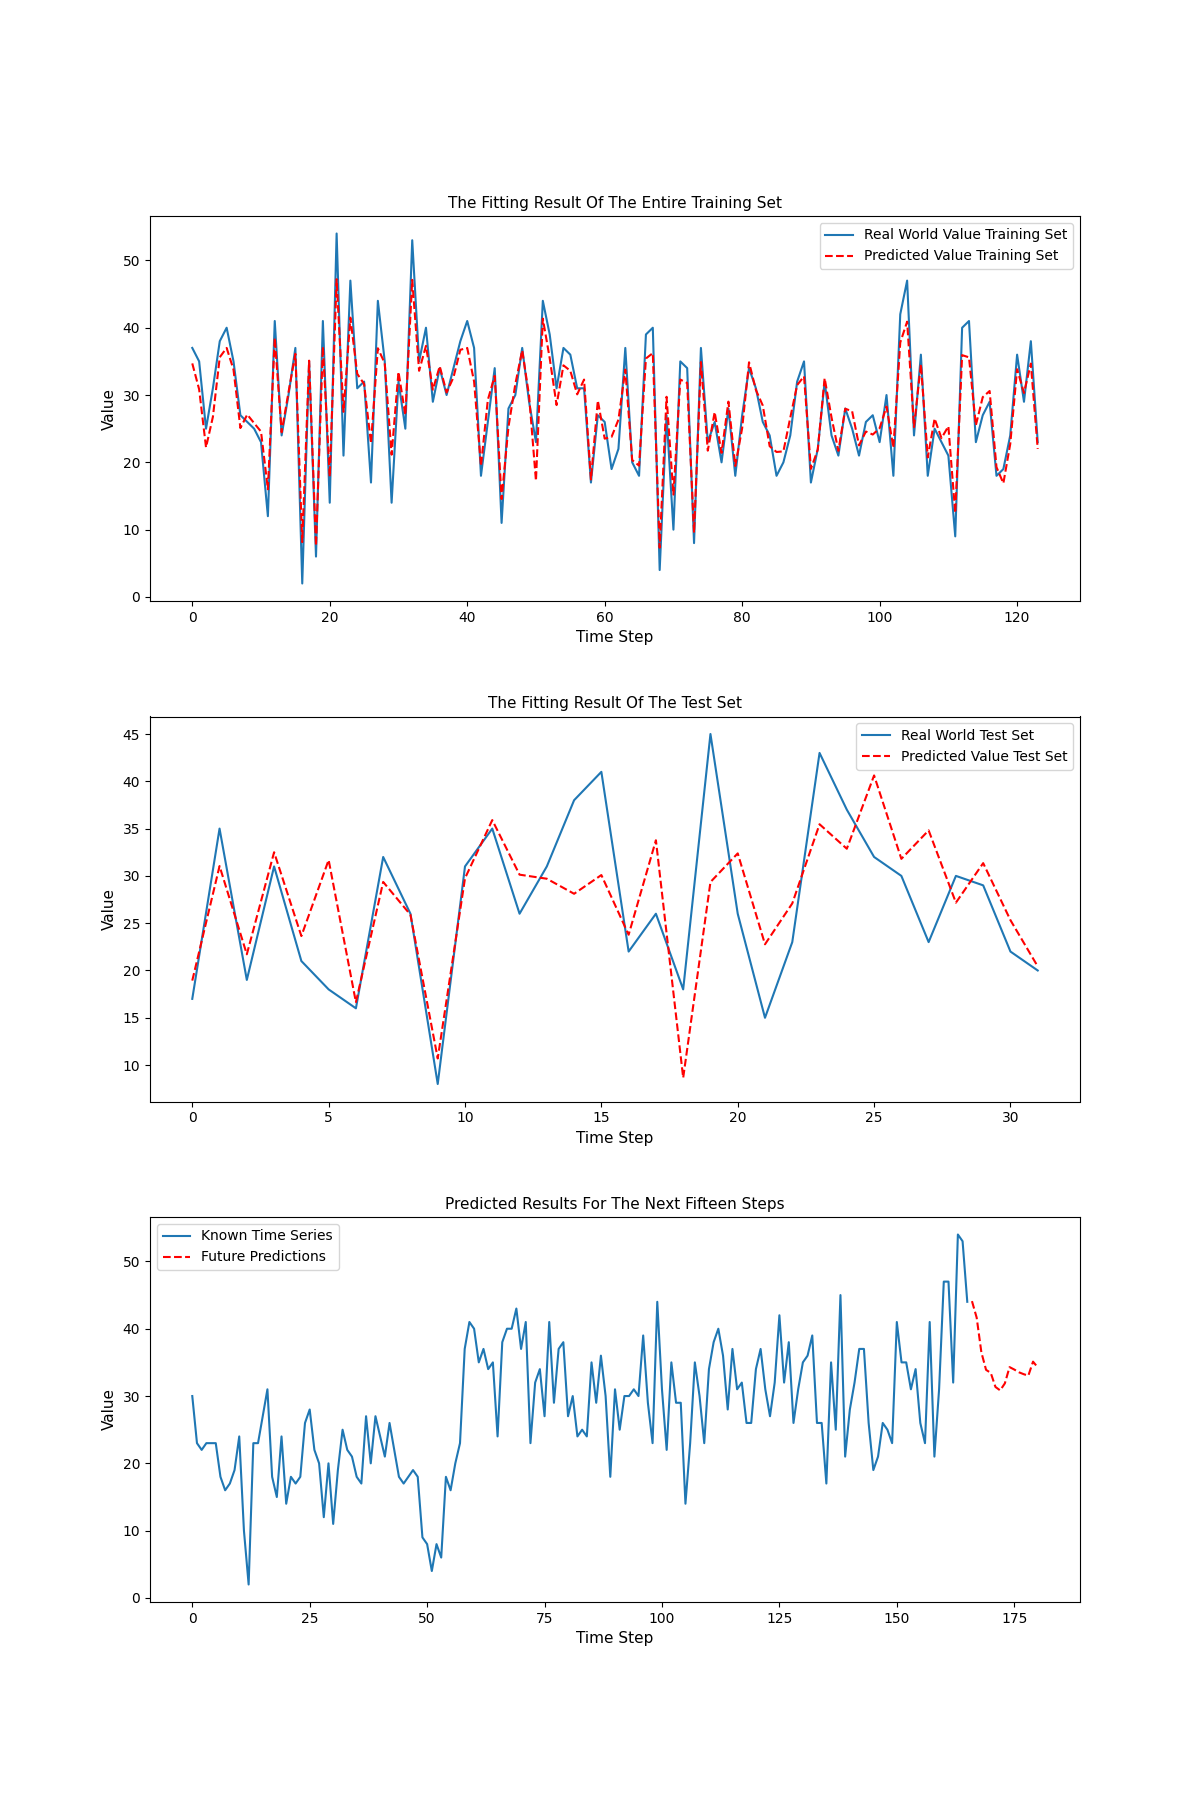 The Fitting Result Of The Entire Training Set
Real World Value Training Set
Predicted Value Training Set
Value
50
40
30
20
10
0
0 20 40 60 80 100 120
Time Step
The Fitting Result Of The Test Set
Real World Test Set
Predicted Value Test Set
Value
45
40
35
30
25
20
15
10
0 5 10 15 20 25 30
Time Step
Predicted Results For The Next Fifteen Steps
Known Time Series
Future Predictions
Value
50
40
30
20
10
0
0 25 50 75 100 125 150 175
Time Step